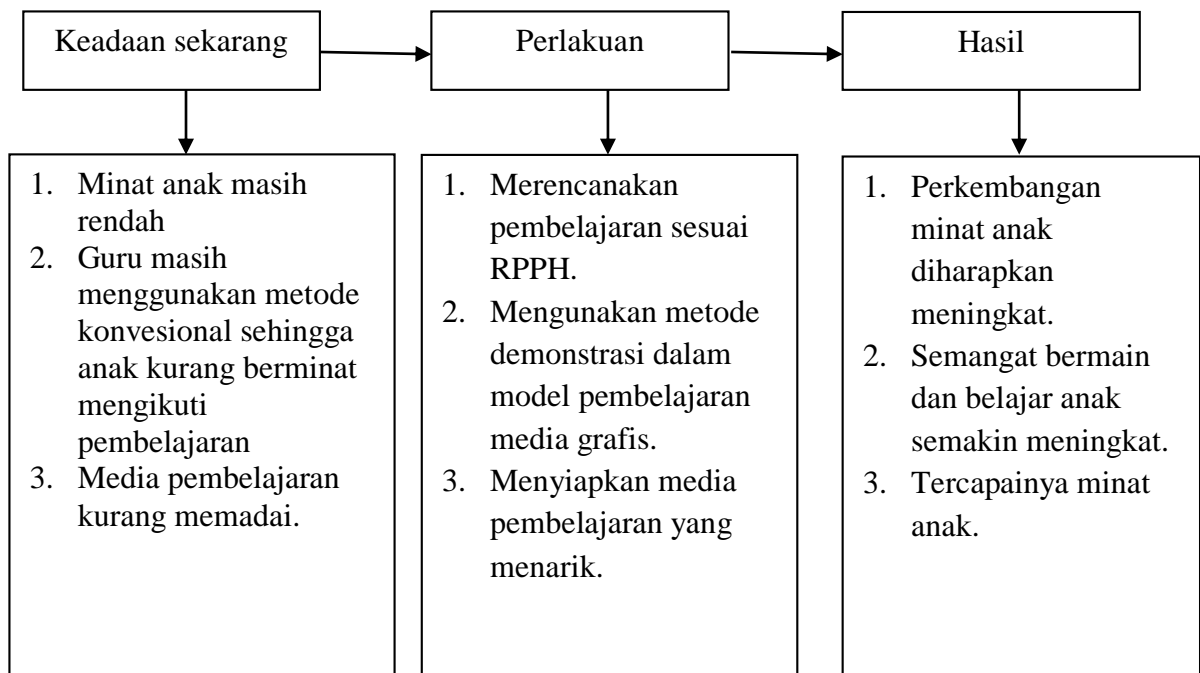 Keadaan sekarang
Perlakuan
Hasil
1. Minat anak masih
rendah
2. Guru masih
menggunakan metode
konvesional sehingga
anak kurang berminat
mengikuti
pembelajaran
3. Media pembelajaran
kurang memadai.
1. Merencanakan
pembelajaran sesuai
RPPH.
2. Mengunakan metode
demonstrasi dalam
model pembelajaran
media grafis.
3. Menyiapkan media
pembelajaran yang
menarik.
1. Perkembangan
minat anak
diharapkan
meningkat.
2. Semangat bermain
dan belajar anak
semakin meningkat.
3. Tercapainya minat
anak.